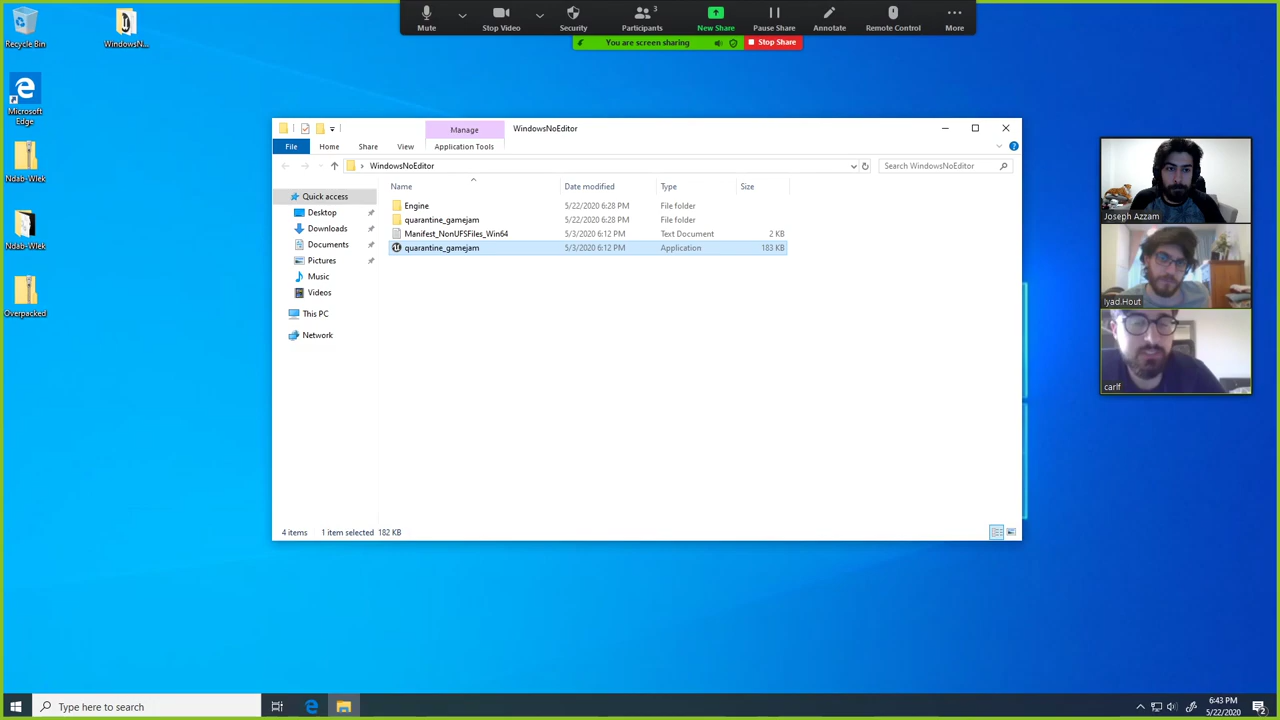 Mute
Stop Video
Security
Participants
3
New Share
Pause Share
Annotate
Remote Control
More
You are screen sharing
Stop Share
Recycle Bin
WindowsN...
Microsoft
Edge
Ndab-Wlek
Ndab-Wlek
Overpacked
Manage
WindowsNoEditor
File
Home
Share
View
Application Tools
WindowsNoEditor
Search WindowsNoEditor
Quick access
Desktop
Downloads
Documents
Pictures
Music
Videos
This PC
Network
Name Date modified Type Size
Engine 5/22/2020 6:28 PM File folder
quarantine_gamejam 5/22/2020 6:28 PM File folder
Manifest_NonUFSFiles_Win64 5/3/2020 6:12 PM Text Document 2 KB
quarantine_gamejam 5/3/2020 6:12 PM Application 183 KB
4 items 1 item selected 182 KB
Joseph Azzam
Iyad.Hout
carlf
Type here to search
6:43 PM
5/22/2020
2